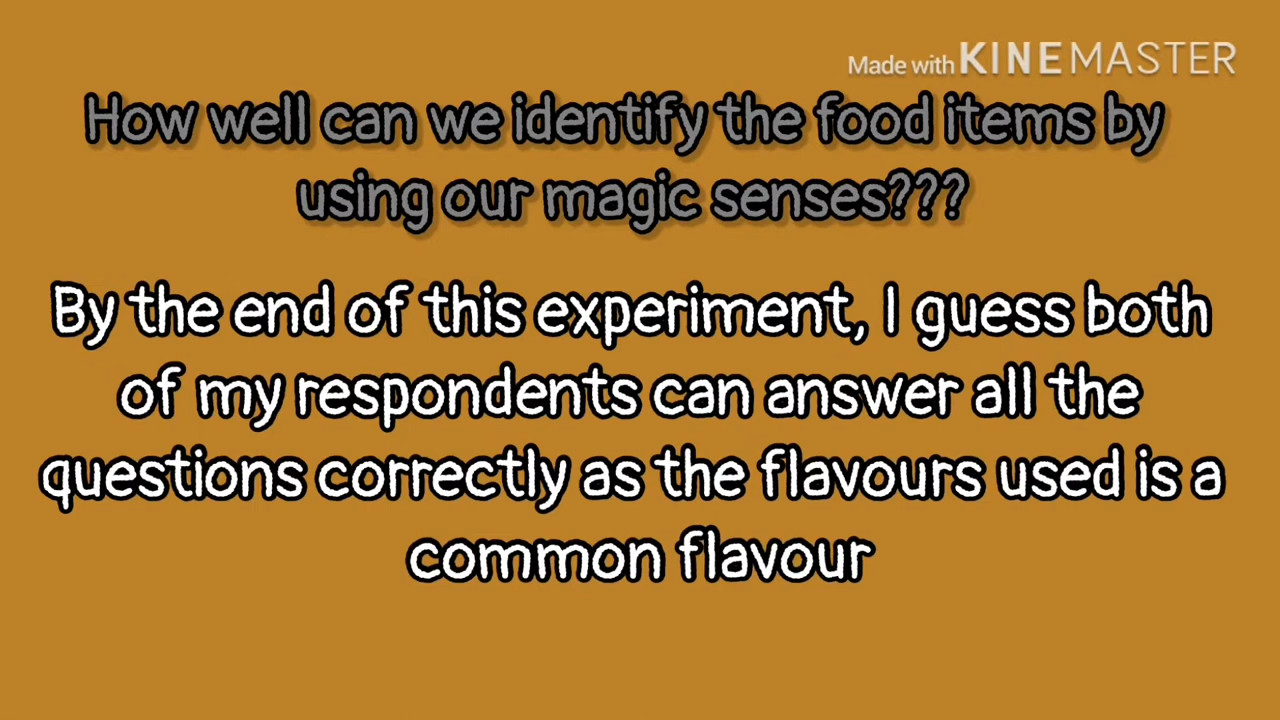 Made with KINEMASTER
How well can we identify the food items by
using our magic senses???
By the end of this experiment, I guess both
of my respondents can answer all the
questions correctly as the flavours used is a
common flavour